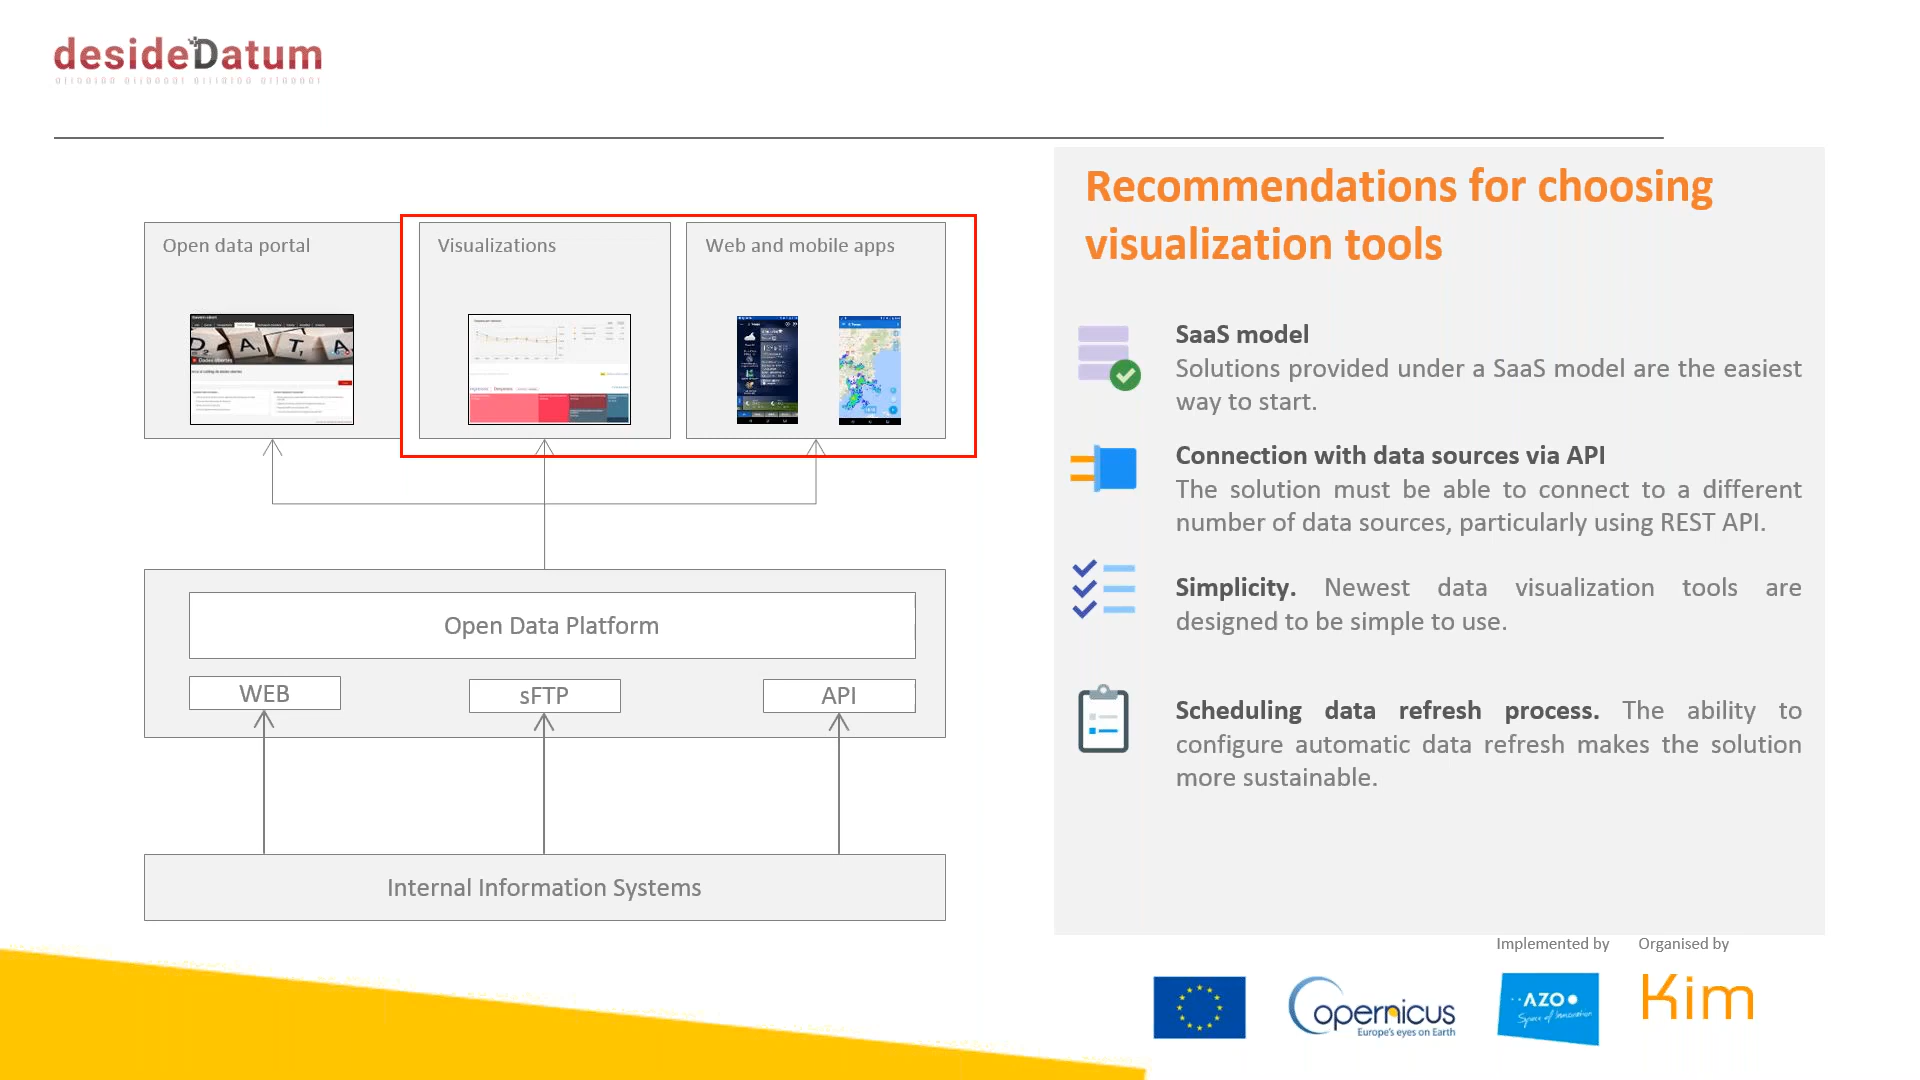 desideDatum
Open data portal
Visualizations
Web and mobile apps
D A T A
Open Data Platform
WEB
sFTP
API
Internal Information Systems
Recommendations for choosing
visualization tools
SaaS model
Solutions provided under a SaaS model are the easiest
way to start.
Connection with data sources via API
The solution must be able to connect to a different
number of data sources, particularly using REST API.
Simplicity. Newest data visualization tools are
designed to be simple to use.
Scheduling data refresh process. The ability to
configure automatic data refresh makes the solution
more sustainable.
Implemented by
Organised by
Copernicus
Europe's eyes on Earth
AZO
Space of Innovation
Kim